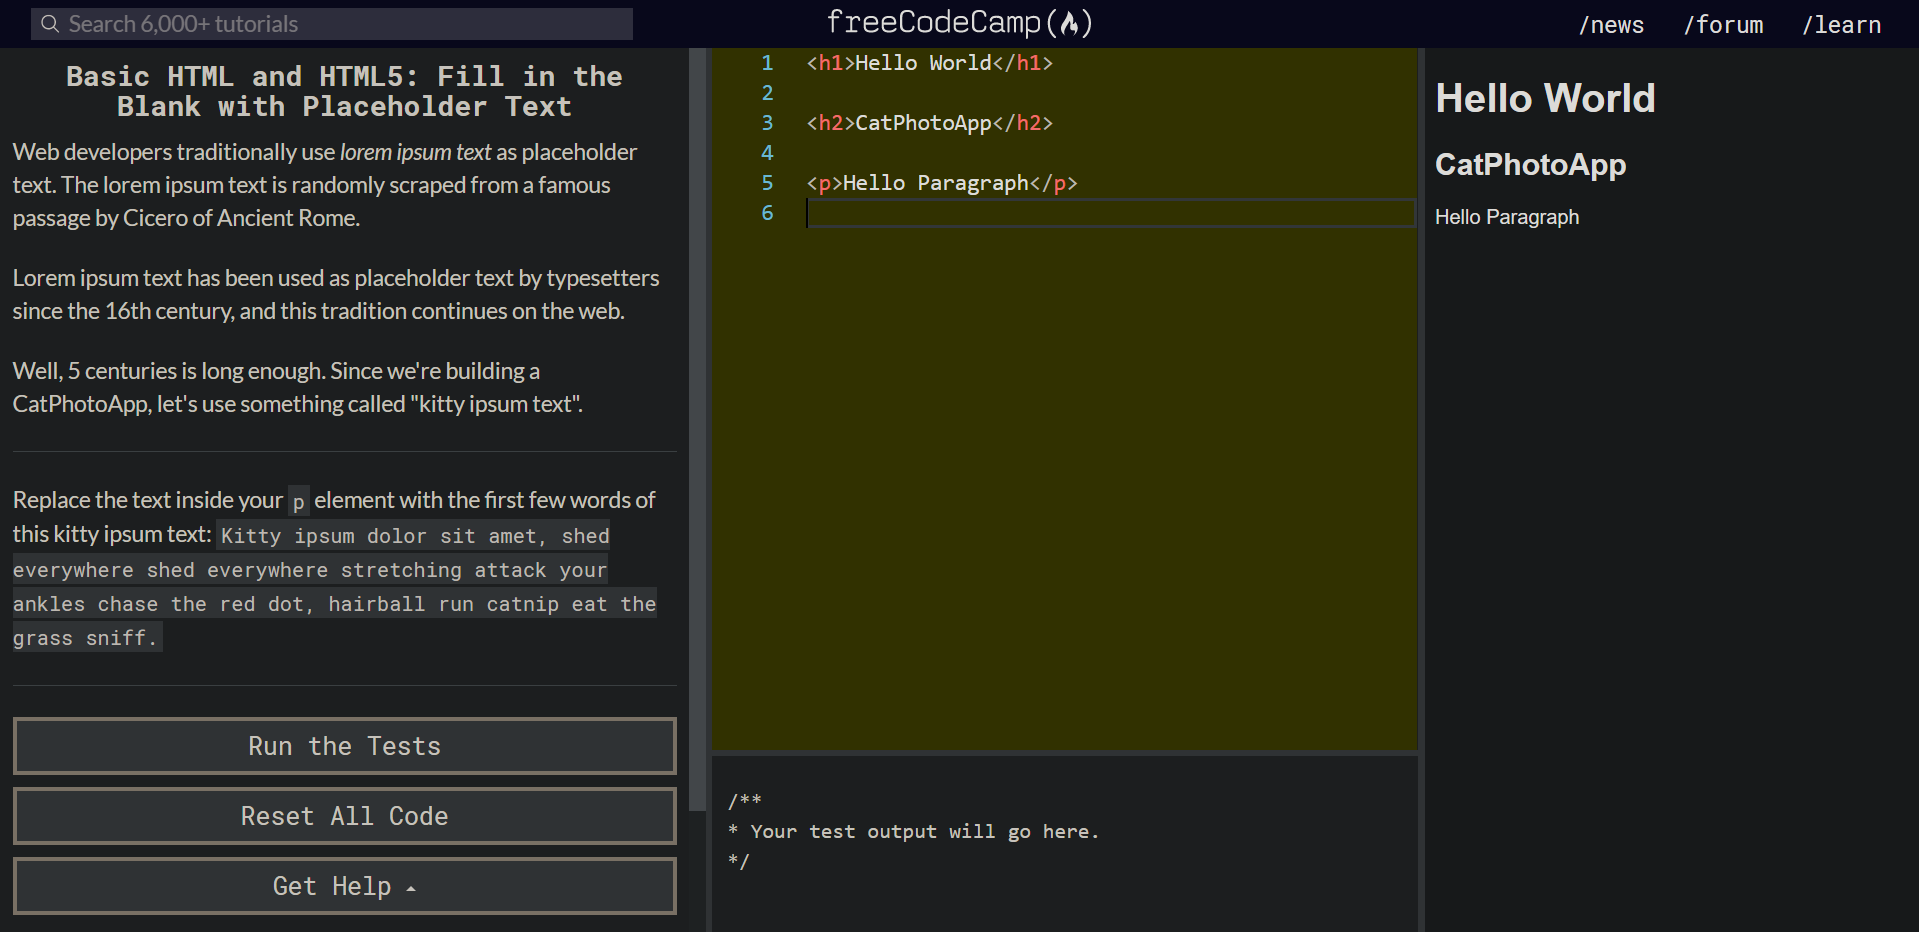 Search 6,000+ tutorials
freeCodeCamp
/news /forum /learn
Basic HTML and HTML5: Fill in the
Blank with Placeholder Text
Web developers traditionally use lorem ipsum text as placeholder
text. The lorem ipsum text is randomly scraped from a famous
passage by Cicero of Ancient Rome.
Lorem ipsum text has been used as placeholder text by typesetters
since the 16th century, and this tradition continues on the web.
Well, 5 centuries is long enough. Since we're building a
CatPhotoApp, let's use something called "kitty ipsum text".
Replace the text inside your p element with the first few words of
this kitty ipsum text: Kitty ipsum dolor sit amet, shed
everywhere shed everywhere stretching attack your
ankles chase the red dot, hairball run catnip eat the
grass sniff.
Run the Tests
Reset All Code
Get Help
1 <h1>Hello World</h1>
2
3 <h2>CatPhotoApp</h2>
4
5 <p>Hello Paragraph</p>
6
/**
* Your test output will go here.
*/
Hello World
CatPhotoApp
Hello Paragraph